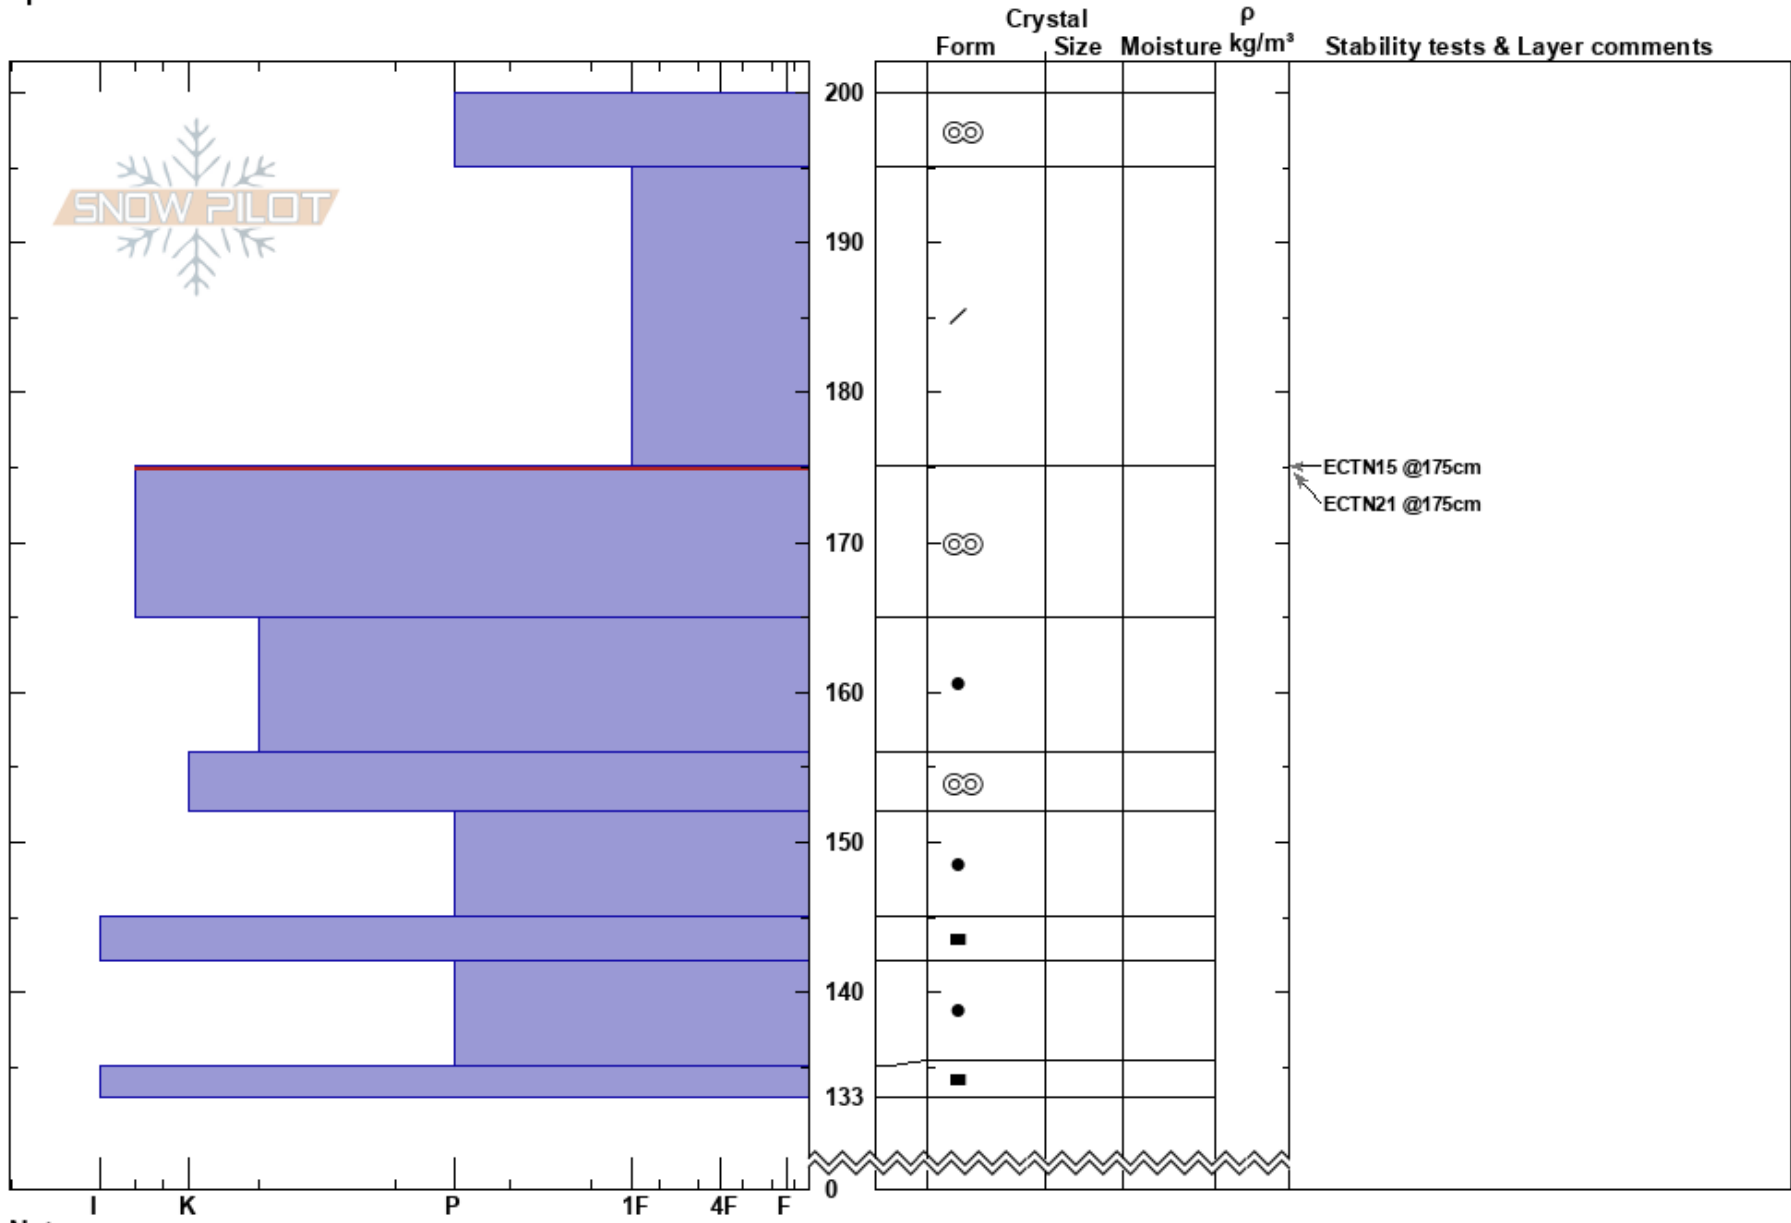 Crystal
ρ
Form Size Moisture kg/m³ Stability tests & Layer comments
200
SNOW PILOT
190
180
ECTN15 @175cm
ECTN21 @175cm
170
160
150
140
133
0
I K P 1F 4F F